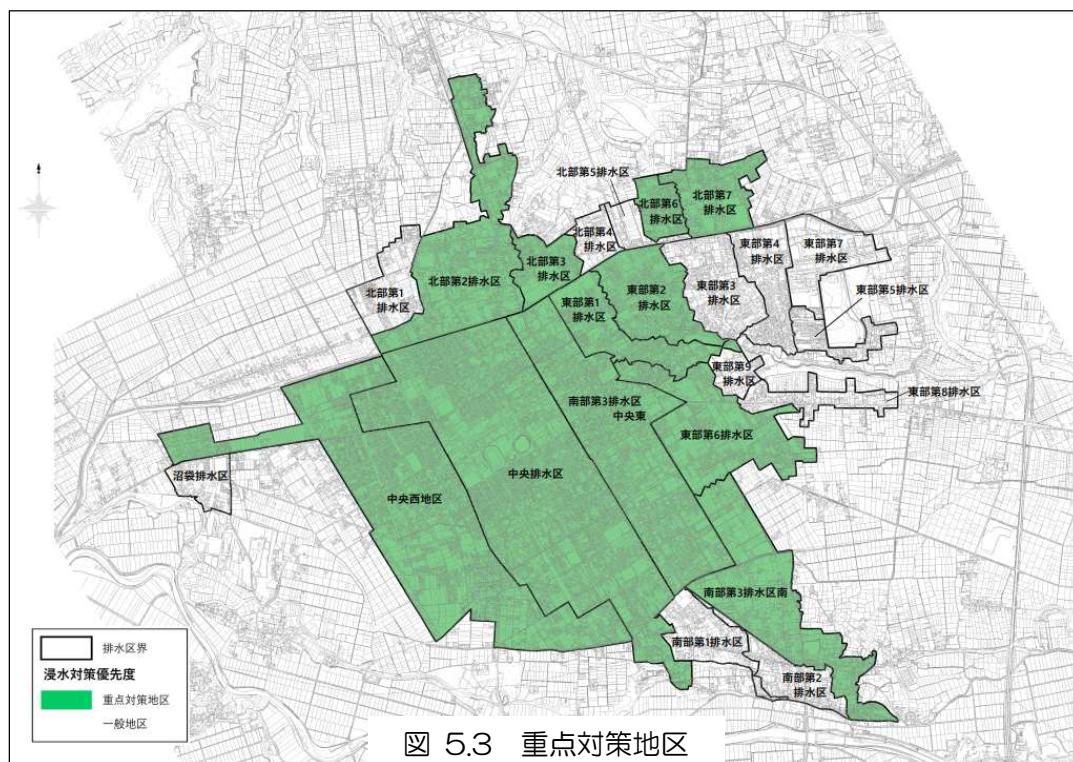 北部第5排水区
北部第6
排水区
北部第7
排水区
北部第4
排水区
東部第4
排水区
東部第7
排水区
北部第3
排水区
北部第2排水区
東部第2
排水区
東部第3
排水区
東部第5排水区
北部第1
排水区
東部第1
排水区
東部第9
排水区
東部第8排水区
南部第3排水区
中央東
東部第6排水区
沼袋排水区
中央西地区
中央排水区
南部第3排水区南
南部第1排水区
南部第2
排水区
排水区界
浸水対策優先度
重点対策地区
一般地区
図 5.3 重点対策地区